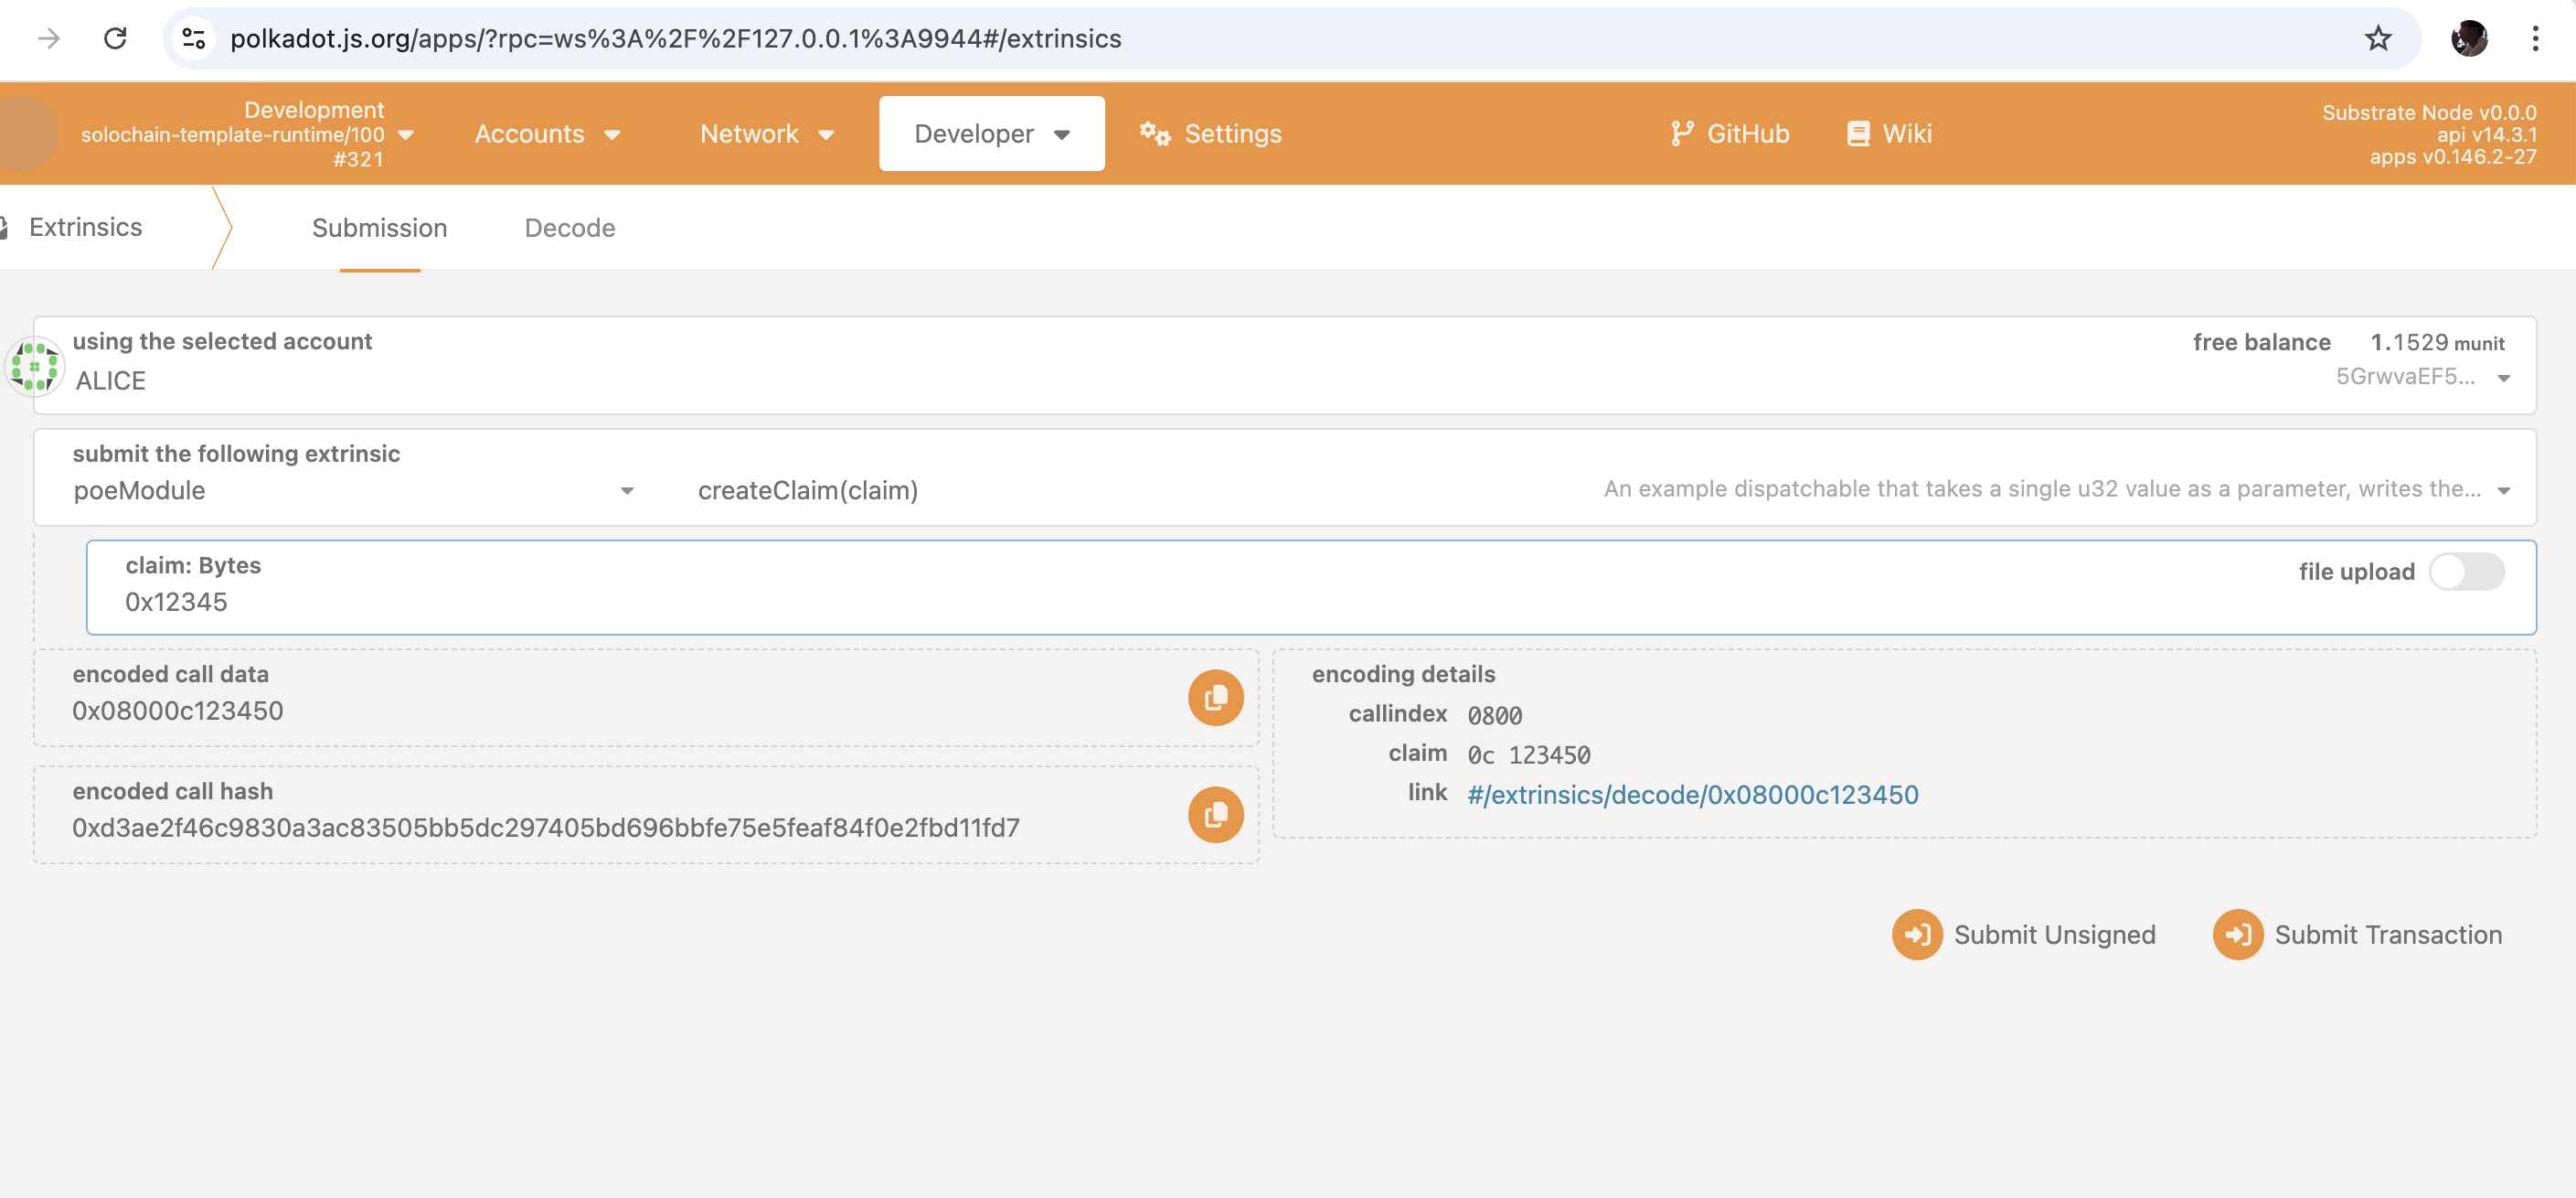 polkadot.js.org/apps/?rpc=ws%3A%2F%2F127.0.0.1%3A9944#/extrinsics
Development
solochain-template-runtime/100
#321
Accounts
Network
Developer
Settings
GitHub
Wiki
Substrate Node v0.0.0
api v14.3.1
apps v0.146.2-27
Extrinsics
Submission
Decode
using the selected account
ALICE
free balance 1.1529 munit
5GrwvaEF5...
submit the following extrinsic
poeModule
createClaim(claim)
An example dispatchable that takes a single u32 value as a parameter, writes the...
claim: Bytes
0x12345
file upload
encoded call data
0x08000c123450
encoded call hash
0xd3ae2f46c9830a3ac83505bb5dc297405bd696bbfe75e5feaf84f0e2fbd11fd7
encoding details
callindex 0800
claim 0c 123450
link #/extrinsics/decode/0x08000c123450
Submit Unsigned
Submit Transaction